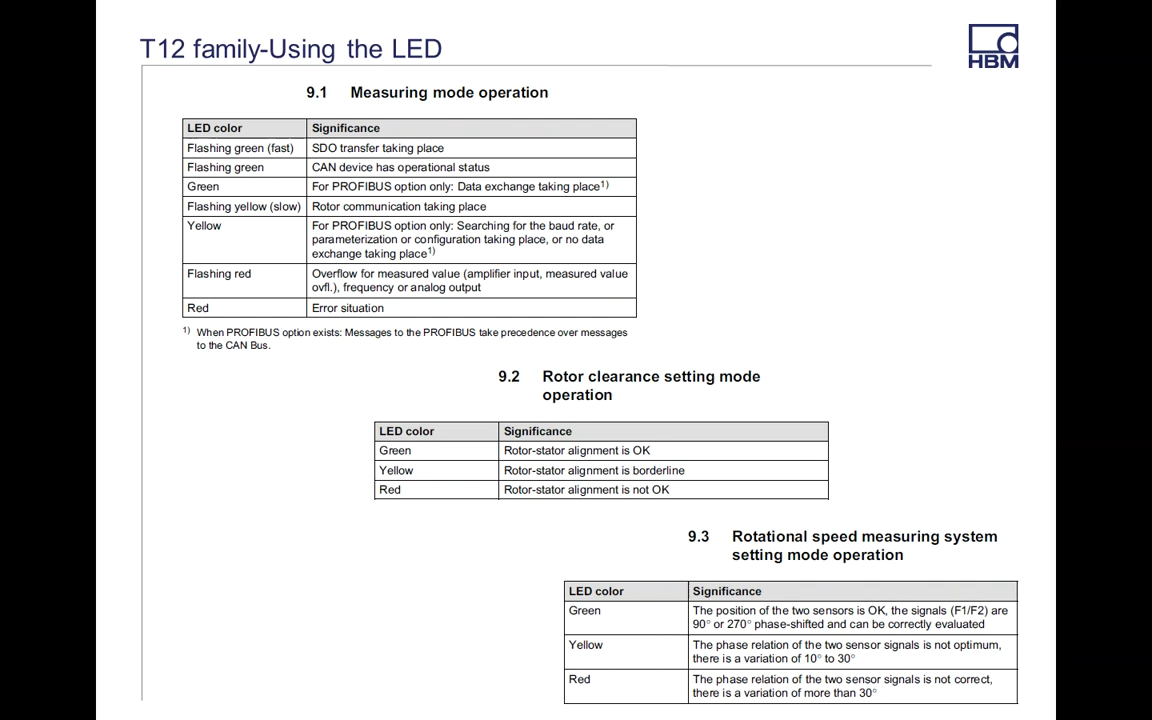 T12 family-Using the LED
HBM
9.1 Measuring mode operation
LED color Significance
Flashing green (fast) SDO transfer taking place
Flashing green CAN device has operational status
Green For PROFIBUS option only: Data exchange taking place1)
Flashing yellow (slow) Rotor communication taking place
Yellow For PROFIBUS option only: Searching for the baud rate, or
parameterization or configuration taking place, or no data
exchange taking place1)
Flashing red Overflow for measured value (amplifier input, measured value
ovfl.), frequency or analog output
Red Error situation
1) When PROFIBUS option exists: Messages to the PROFIBUS take precedence over messages
to the CAN Bus.
9.2 Rotor clearance setting mode
operation
LED color Significance
Green Rotor-stator alignment is OK
Yellow Rotor-stator alignment is borderline
Red Rotor-stator alignment is not OK
9.3 Rotational speed measuring system
setting mode operation
LED color Significance
Green The position of the two sensors is OK, the signals (F1/F2) are
90° or 270° phase-shifted and can be correctly evaluated
Yellow The phase relation of the two sensor signals is not optimum,
there is a variation of 10° to 30°
Red The phase relation of the two sensor signals is not correct,
there is a variation of more than 30°